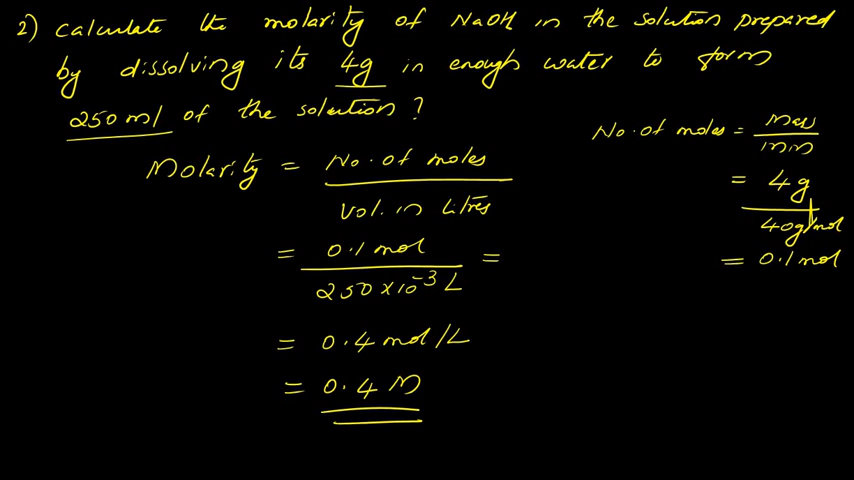 2) Calculate the molarity of NaOH in the solution prepared
by dissolving its 4g in enough water to form
250 ml of the solution?
Molarity = No. of moles / Vol. in Litres
= 0.1 mol / 250 × 10⁻³ L =
= 0.4 mol/L
= 0.4 M
No. of moles = Mass / mm
= 4g / 40g/mol
= 0.1 mol